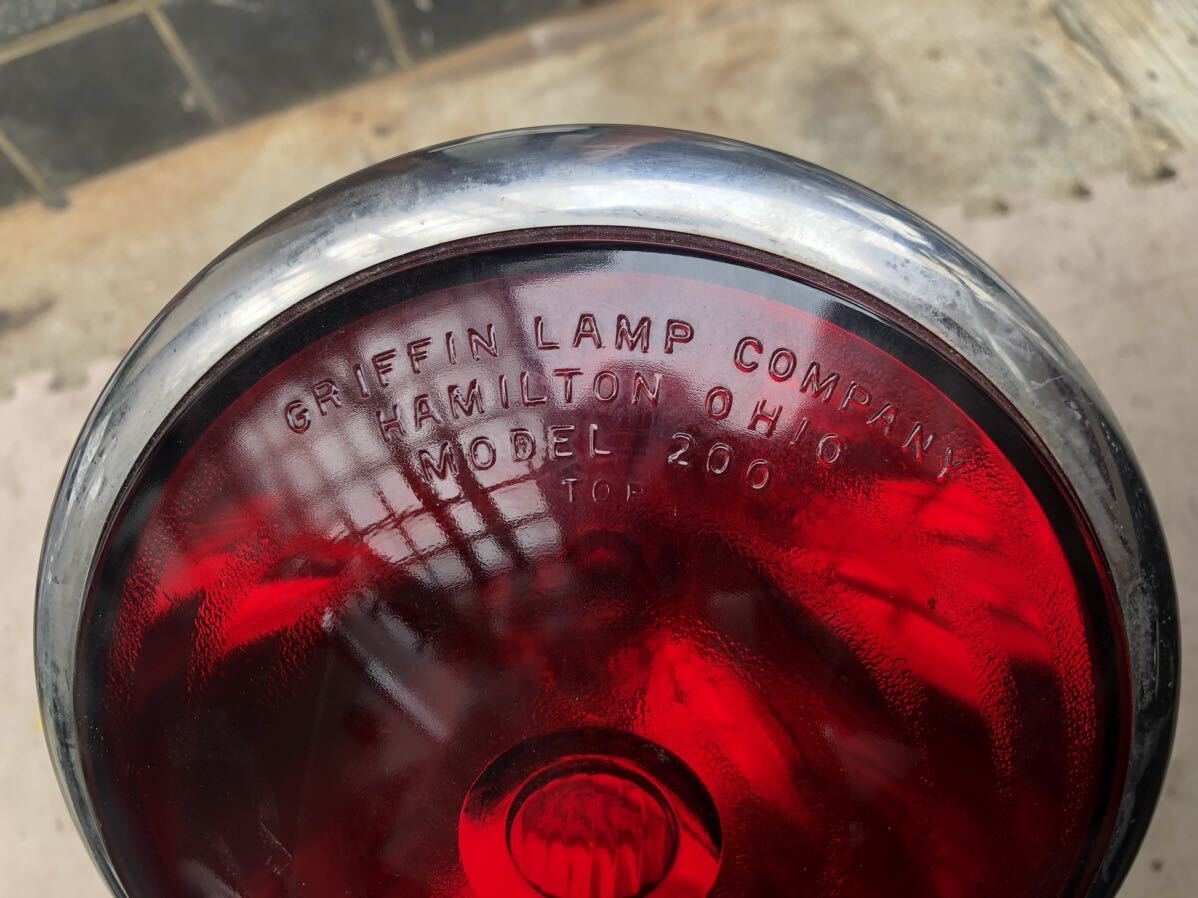 GRIFFIN LAMP COMPANY
HAMILTON OHIO
MODEL 200
TOP